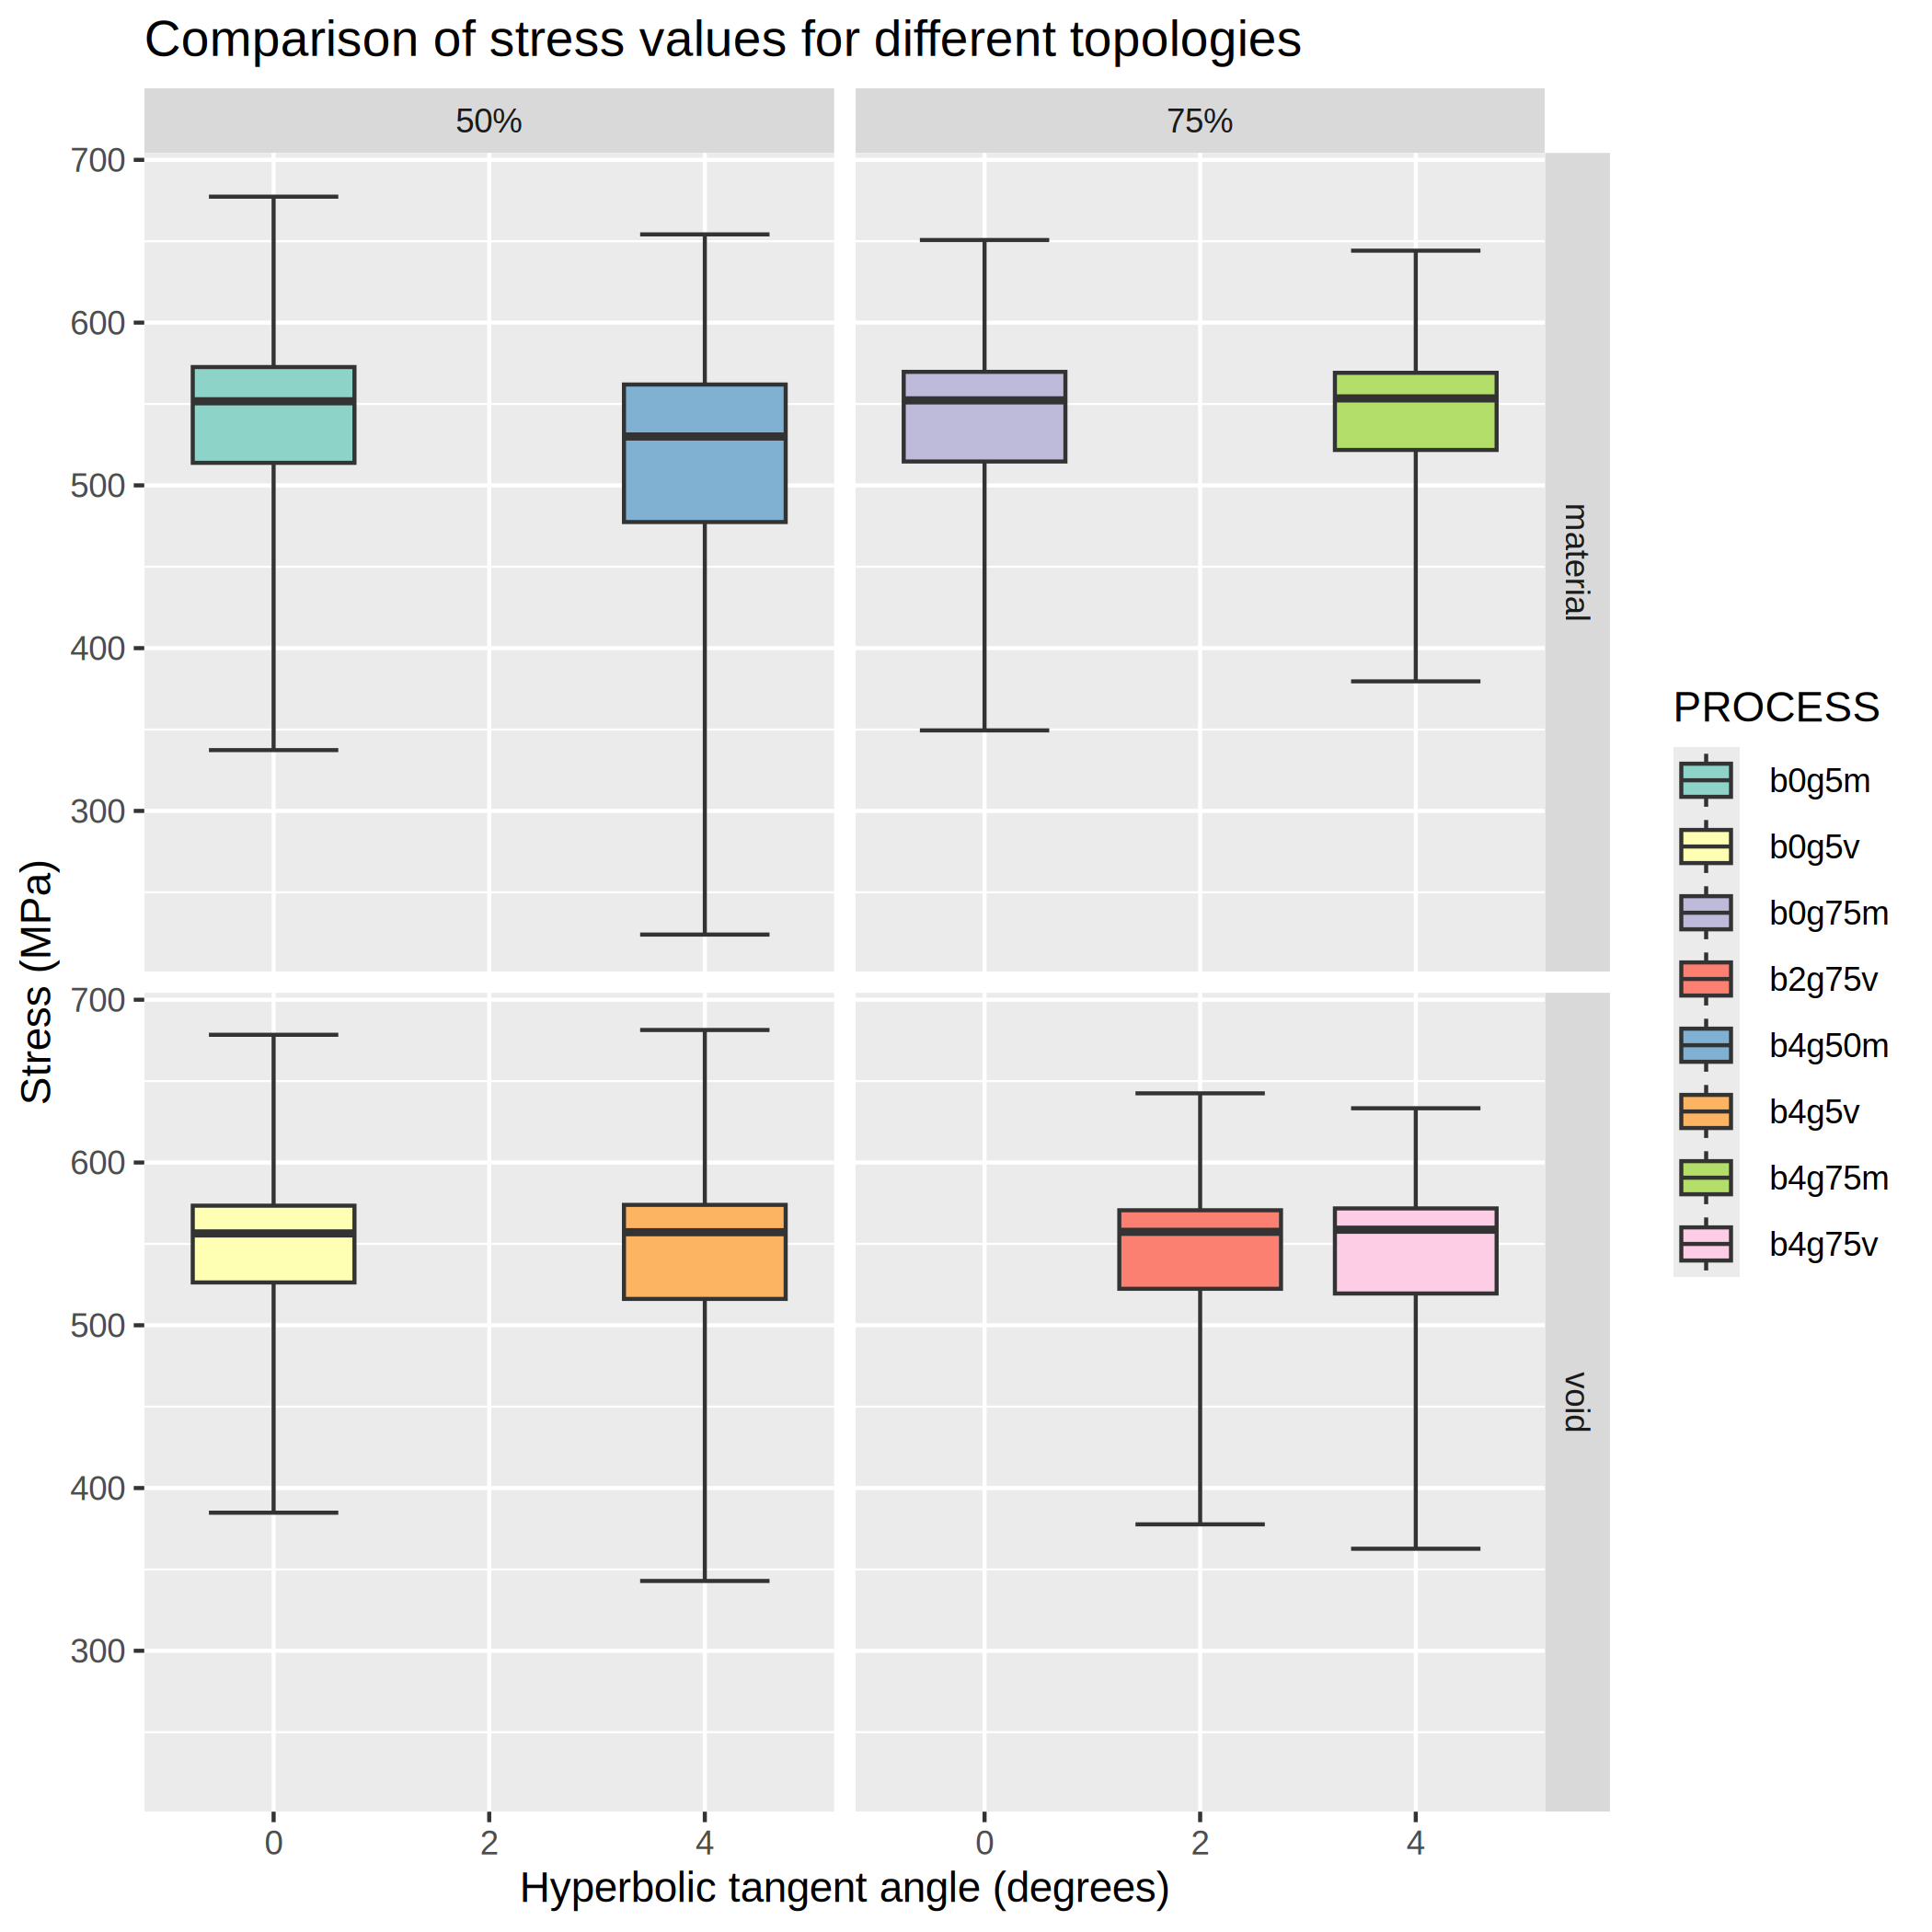 Comparison of stress values for different topologies
50%
75%
700
600
500
400
300
material
Stress (MPa)
700
600
500
400
300
void
0
2
4
0
2
4
Hyperbolic tangent angle (degrees)
PROCESS
b0g5m
b0g5v
b0g75m
b2g75v
b4g50m
b4g5v
b4g75m
b4g75v